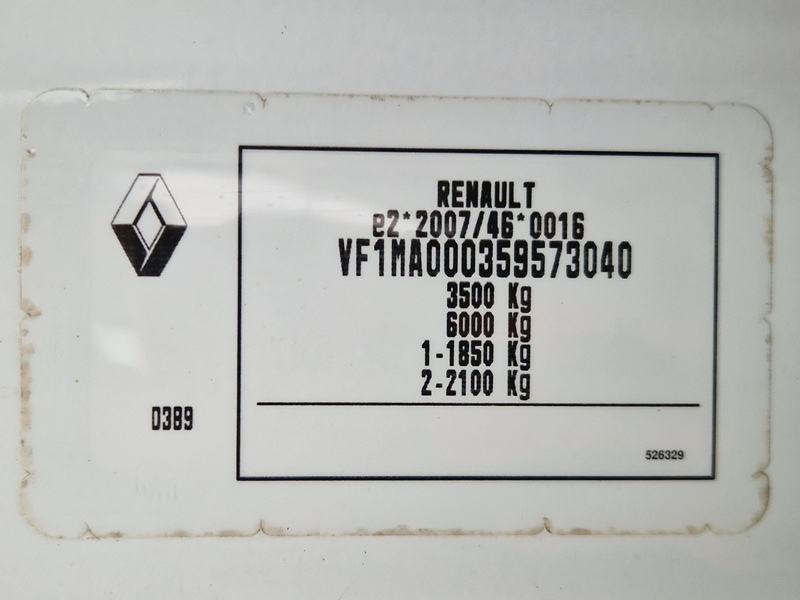 RENAULT
e2*2007/46*0016
VF1MA000359573040
3500 Kg
6000 Kg
1-1850 Kg
2-2100 Kg
0389
526329